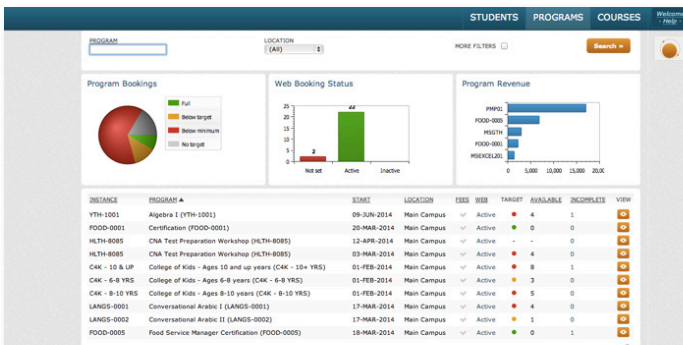 STUDENTS PROGRAMS COURSES
Welcome
- Help -
PROGRAM LOCATION
(All) MORE FILTERS Search »
Program Bookings Web Booking Status Program Revenue
Full
Below target
Below minimum
No target
25
20
15
10
5
0
2
44
Not set Active Inactive
PMP01
FOOD-0005
MSGTH
FOOD-0001
MSEXCEL201
0 5,000 10,000 15,000 20,00
INSTANCE PROGRAM START LOCATION FEES WEB TARGET AVAILABLE INCOMPLETE VIEW
YTH-1001 Algebra I (YTH-1001) 09-JUN-2014 Main Campus Active 4 1
FOOD-0001 Certification (FOOD-0001) 20-MAR-2014 Main Campus Active 0 0
HLTH-8085 CNA Test Preparation Workshop (HLTH-8085) 12-APR-2014 Main Campus Active - - 0
HLTH-8085 CNA Test Preparation Workshop (HLTH-8085) 03-MAR-2014 Main Campus Active 4 0
C4K - 10 & UP College of Kids - Ages 10 and up years (C4K - 10+ YRS) 01-FEB-2014 Main Campus Active 8 1
C4K - 6-8 YRS College of Kids - Ages 6-8 years (C4K - 6-8 YRS) 01-FEB-2014 Main Campus Active 3 0
C4K - 8-10 YRS College of Kids - Ages 8-10 years (C4K - 8-10 YRS) 01-FEB-2014 Main Campus Active 5 0
LANGS-0001 Conversational Arabic I (LANGS-0001) 17-MAR-2014 Main Campus Active 4 0
LANGS-0002 Conversational Arabic II (LANGS-0002) 17-MAR-2014 Main Campus Active 1 0
FOOD-0005 Food Service Manager Certification (FOOD-0005) 18-MAR-2014 Main Campus Active 0 1